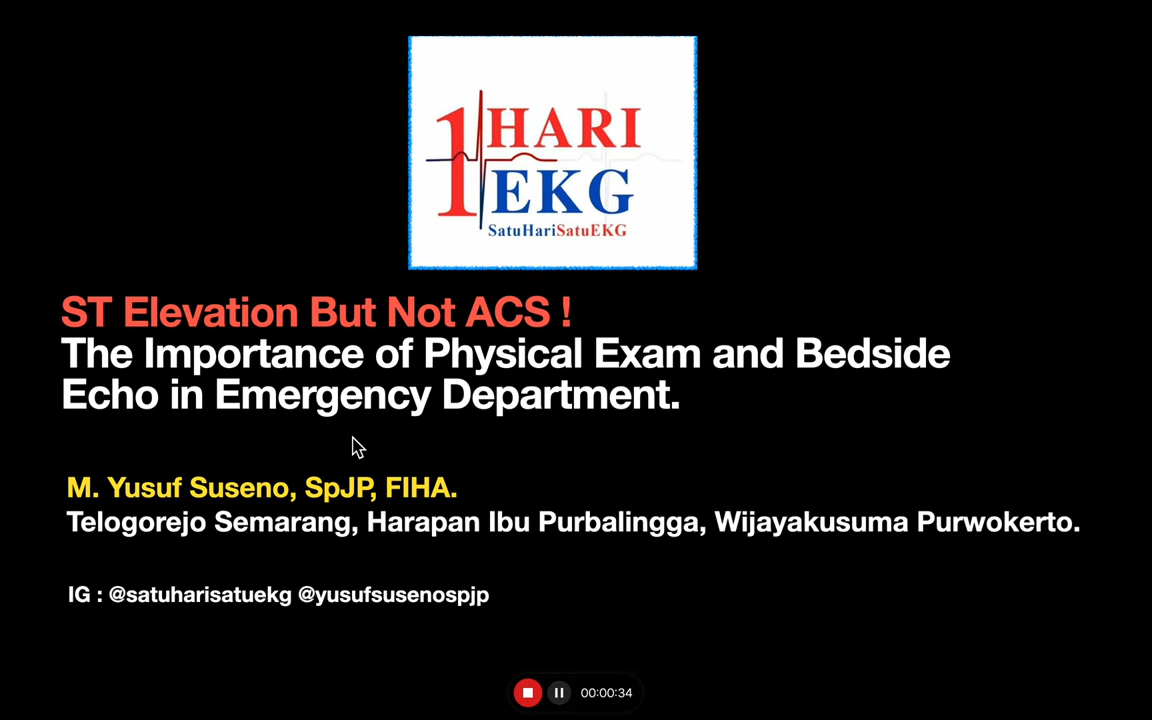 1 HARI
EKG
SatuHariSatuEKG
ST Elevation But Not ACS !
The Importance of Physical Exam and Bedside
Echo in Emergency Department.
M. Yusuf Suseno, SpJP, FIHA.
Telogorejo Semarang, Harapan Ibu Purbalingga, Wijayakusuma Purwokerto.
IG : @satuharisatuekg @yusufsusenospjp
00:00:34